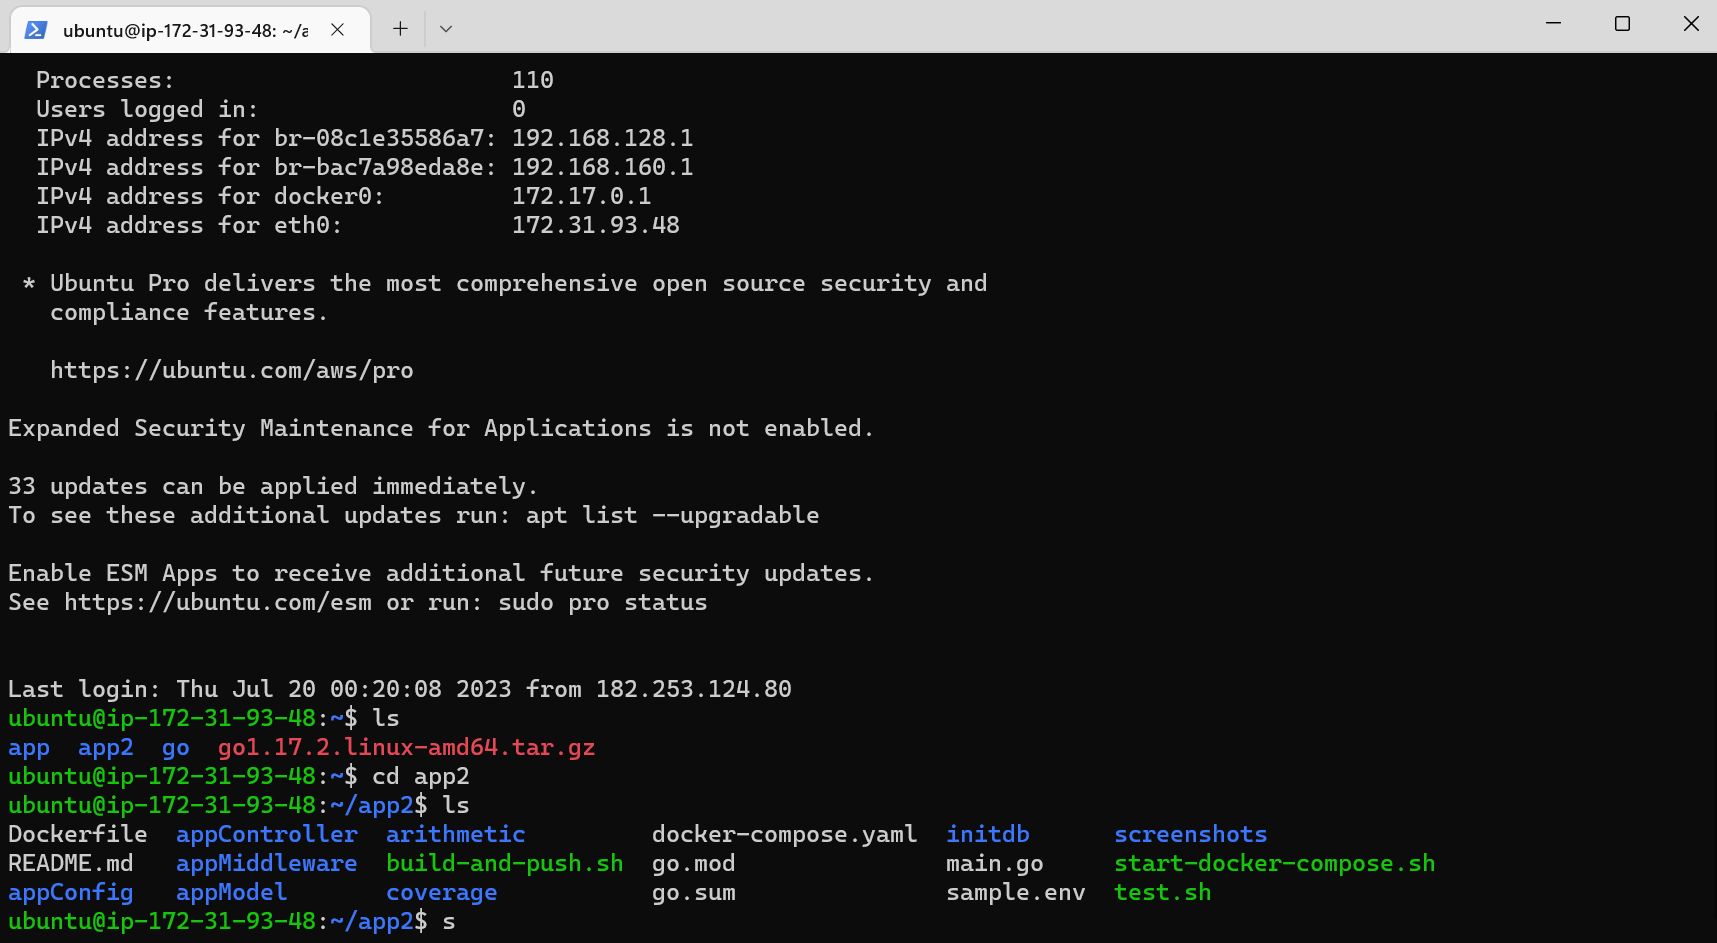 ubuntu@ip-172-31-93-48: ~/a
Processes: 110
Users logged in: 0
IPv4 address for br-08c1e35586a7: 192.168.128.1
IPv4 address for br-bac7a98eda8e: 192.168.160.1
IPv4 address for docker0: 172.17.0.1
IPv4 address for eth0: 172.31.93.48
* Ubuntu Pro delivers the most comprehensive open source security and
compliance features.
https://ubuntu.com/aws/pro
Expanded Security Maintenance for Applications is not enabled.
33 updates can be applied immediately.
To see these additional updates run: apt list --upgradable
Enable ESM Apps to receive additional future security updates.
See https://ubuntu.com/esm or run: sudo pro status
Last login: Thu Jul 20 00:20:08 2023 from 182.253.124.80
ubuntu@ip-172-31-93-48:~$ ls
app app2 go go1.17.2.linux-amd64.tar.gz
ubuntu@ip-172-31-93-48:~$ cd app2
ubuntu@ip-172-31-93-48:~/app2$ ls
Dockerfile appController arithmetic docker-compose.yaml initdb screenshots
README.md appMiddleware build-and-push.sh go.mod main.go start-docker-compose.sh
appConfig appModel coverage go.sum sample.env test.sh
ubuntu@ip-172-31-93-48:~/app2$ s